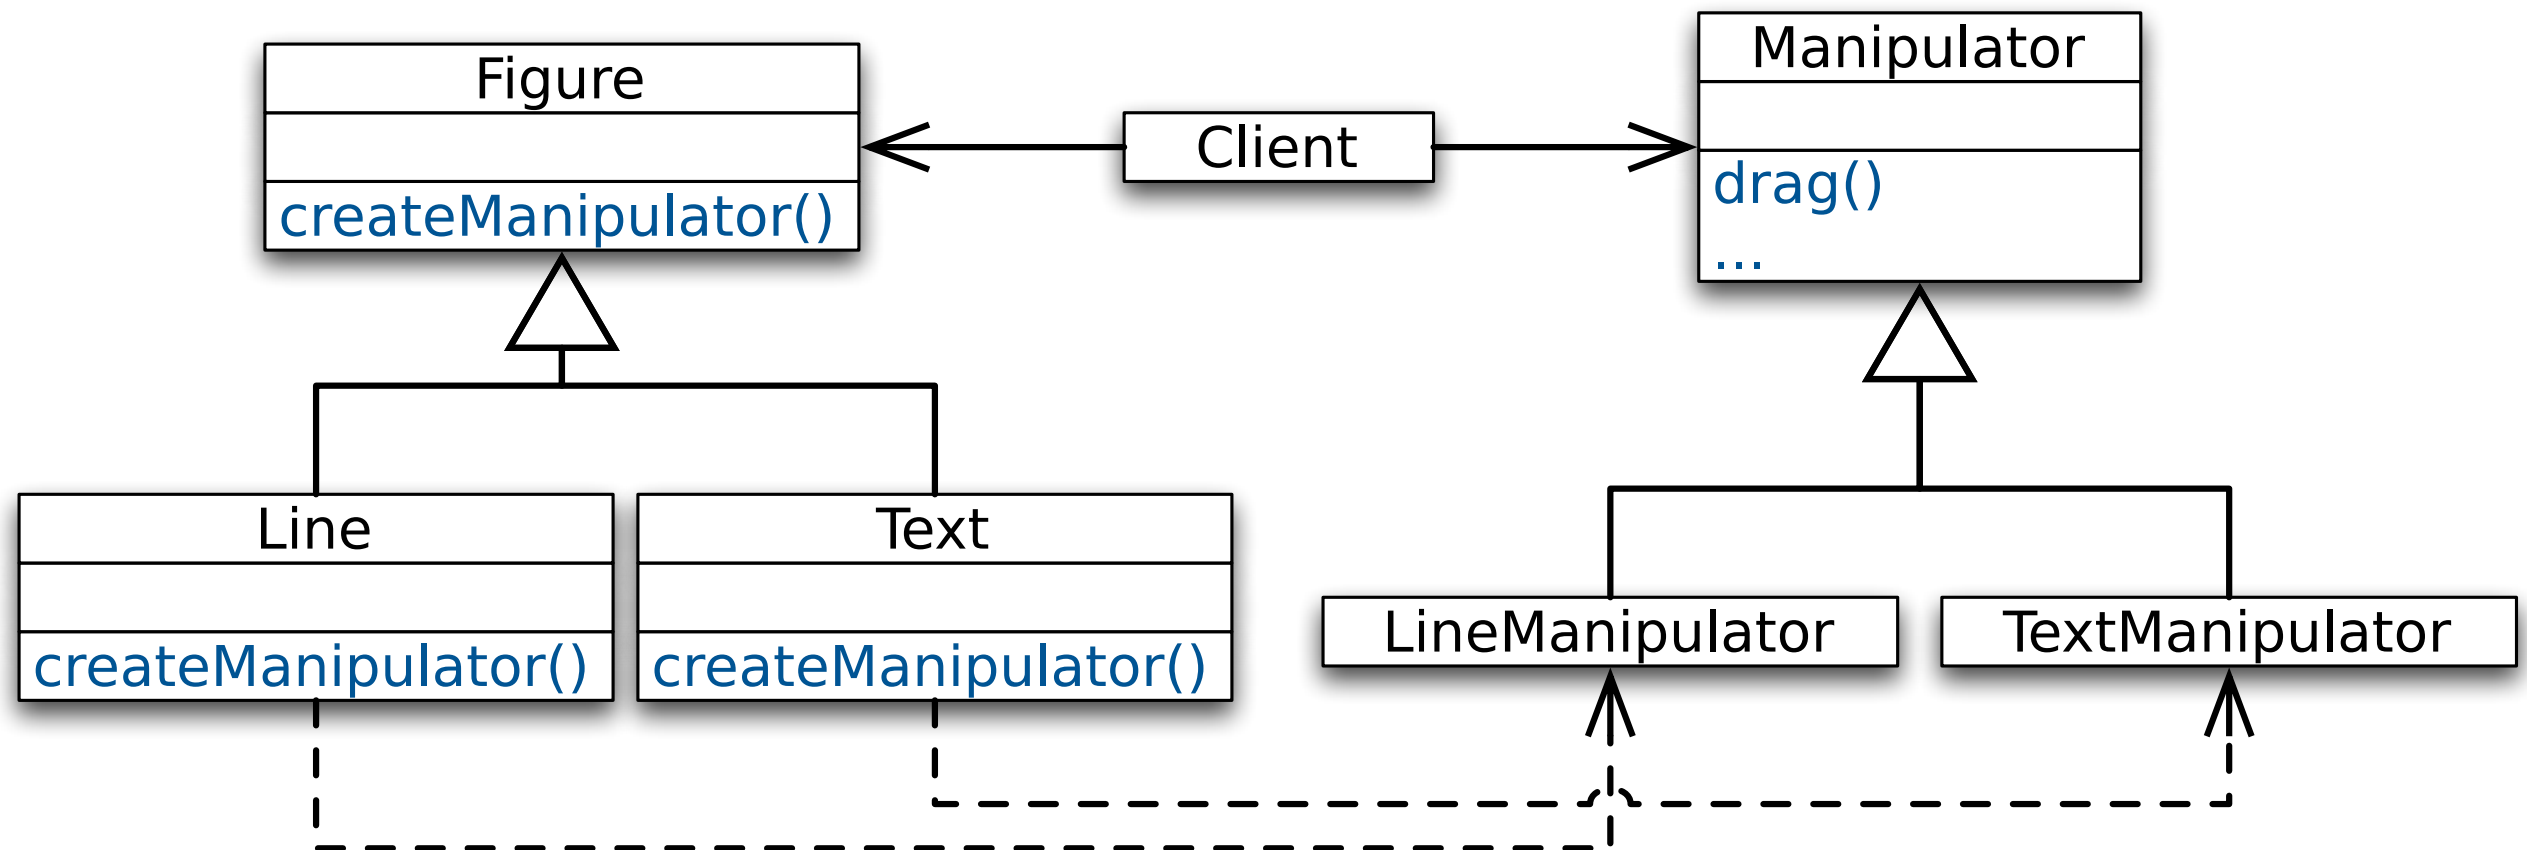 Figure
createManipulator()
Client
Manipulator
drag()
...
Line
createManipulator()
Text
createManipulator()
LineManipulator
TextManipulator